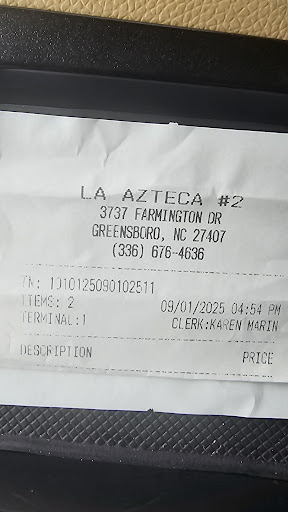 LA AZTECA #2
3737 FARMINGTON DR
GREENSBORO, NC 27407
(336) 676-4636
TN: 1010125090102511
ITEMS: 2 09/01/2025 04:54 PM
TERMINAL:1 CLERK:KAREN MARIN
DESCRIPTION PRICE